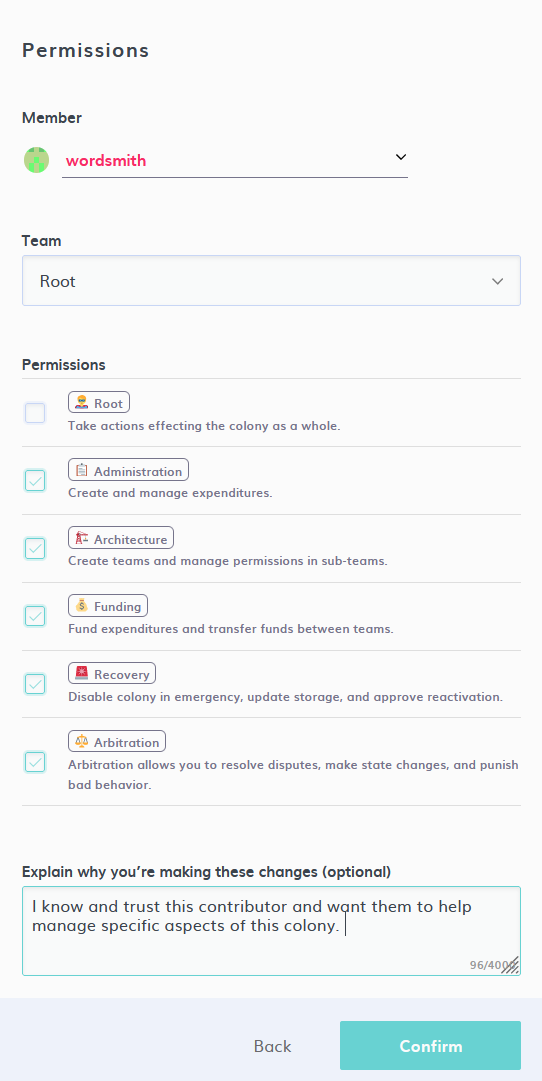 Permissions
Member
wordsmith
Team
Root
Permissions
Root
Take actions effecting the colony as a whole.
Administration
Create and manage expenditures.
Architecture
Create teams and manage permissions in sub-teams.
Funding
Fund expenditures and transfer funds between teams.
Recovery
Disable colony in emergency, update storage, and approve reactivation.
Arbitration
Arbitration allows you to resolve disputes, make state changes, and punish
bad behavior.
Explain why you're making these changes (optional)
I know and trust this contributor and want them to help
manage specific aspects of this colony.
96/4000
Back
Confirm